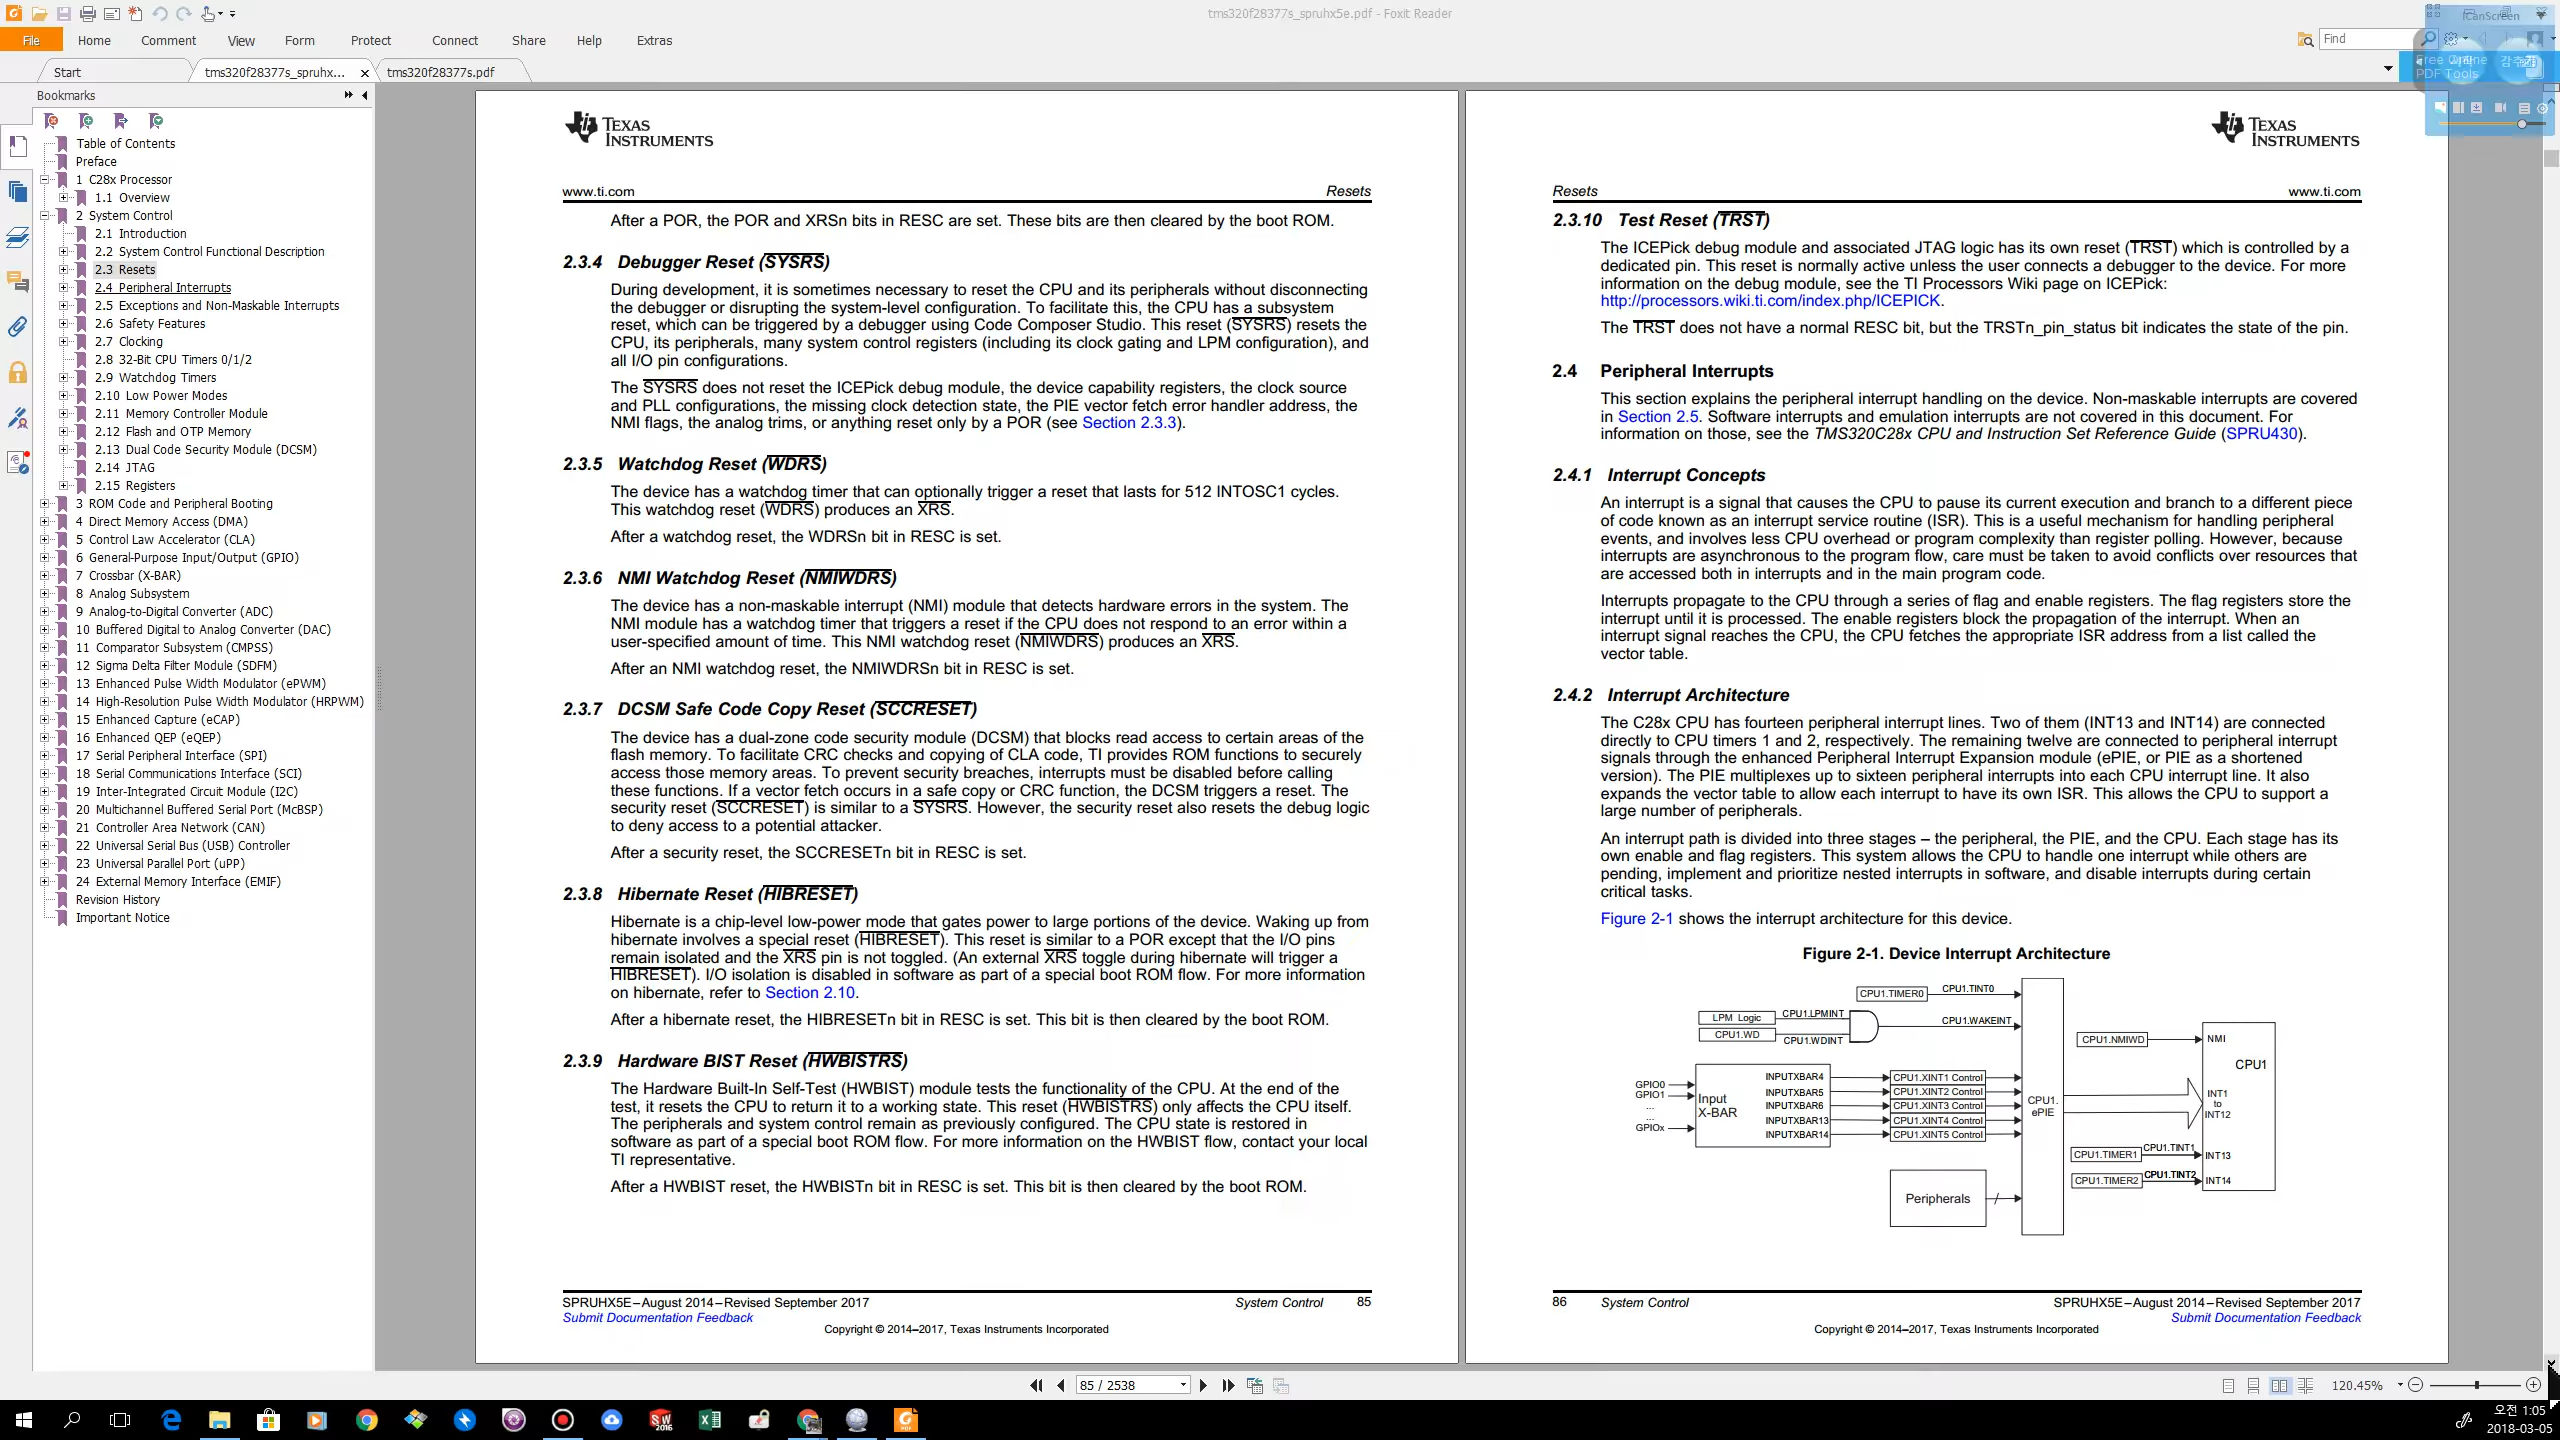 tms320f28377s_spruhx5e.pdf - Foxit Reader
iCanScreen
File
Home
Comment
View
Form
Protect
Connect
Share
Help
Extras
Find
Free Online
PDF Tools
Start
tms320f28377s_spruhx...
tms320f28377s.pdf
Bookmarks
Table of Contents
Preface
1 C28x Processor
1.1 Overview
2 System Control
2.1 Introduction
2.2 System Control Functional Description
2.3 Resets
2.4 Peripheral Interrupts
2.5 Exceptions and Non-Maskable Interrupts
2.6 Safety Features
2.7 Clocking
2.8 32-Bit CPU Timers 0/1/2
2.9 Watchdog Timers
2.10 Low Power Modes
2.11 Memory Controller Module
2.12 Flash and OTP Memory
2.13 Dual Code Security Module (DCSM)
2.14 JTAG
2.15 Registers
3 ROM Code and Peripheral Booting
4 Direct Memory Access (DMA)
5 Control Law Accelerator (CLA)
6 General-Purpose Input/Output (GPIO)
7 Crossbar (X-BAR)
8 Analog Subsystem
9 Analog-to-Digital Converter (ADC)
10 Buffered Digital to Analog Converter (DAC)
11 Comparator Subsystem (CMPSS)
12 Sigma Delta Filter Module (SDFM)
13 Enhanced Pulse Width Modulator (ePWM)
14 High-Resolution Pulse Width Modulator (HRPWM)
15 Enhanced Capture (eCAP)
16 Enhanced QEP (eQEP)
17 Serial Peripheral Interface (SPI)
18 Serial Communications Interface (SCI)
19 Inter-Integrated Circuit Module (I2C)
20 Multichannel Buffered Serial Port (McBSP)
21 Controller Area Network (CAN)
22 Universal Serial Bus (USB) Controller
23 Universal Parallel Port (uPP)
24 External Memory Interface (EMIF)
Revision History
Important Notice
TEXAS
INSTRUMENTS
www.ti.com
Resets
After a POR, the POR and XRSn bits in RESC are set. These bits are then cleared by the boot ROM.
2.3.4 Debugger Reset (SYSRS)
During development, it is sometimes necessary to reset the CPU and its peripherals without disconnecting
the debugger or disrupting the system-level configuration. To facilitate this, the CPU has a subsystem
reset, which can be triggered by a debugger using Code Composer Studio. This reset (SYSRS) resets the
CPU, its peripherals, many system control registers (including its clock gating and LPM configuration), and
all I/O pin configurations.
The SYSRS does not reset the ICEPick debug module, the device capability registers, the clock source
and PLL configurations, the missing clock detection state, the PIE vector fetch error handler address, the
NMI flags, the analog trims, or anything reset only by a POR (see Section 2.3.3).
2.3.5 Watchdog Reset (WDRS)
The device has a watchdog timer that can optionally trigger a reset that lasts for 512 INTOSC1 cycles.
This watchdog reset (WDRS) produces an XRS.
After a watchdog reset, the WDRSn bit in RESC is set.
2.3.6 NMI Watchdog Reset (NMIWDRS)
The device has a non-maskable interrupt (NMI) module that detects hardware errors in the system. The
NMI module has a watchdog timer that triggers a reset if the CPU does not respond to an error within a
user-specified amount of time. This NMI watchdog reset (NMIWDRS) produces an XRS.
After an NMI watchdog reset, the NMIWDRSn bit in RESC is set.
2.3.7 DCSM Safe Code Copy Reset (SCCRESET)
The device has a dual-zone code security module (DCSM) that blocks read access to certain areas of the
flash memory. To facilitate CRC checks and copying of CLA code, TI provides ROM functions to securely
access those memory areas. To prevent security breaches, interrupts must be disabled before calling
these functions. If a vector fetch occurs in a safe copy or CRC function, the DCSM triggers a reset. The
security reset (SCCRESET) is similar to a SYSRS. However, the security reset also resets the debug logic
to deny access to a potential attacker.
After a security reset, the SCCRESETn bit in RESC is set.
2.3.8 Hibernate Reset (HIBRESET)
Hibernate is a chip-level low-power mode that gates power to large portions of the device. Waking up from
hibernate involves a special reset (HIBRESET). This reset is similar to a POR except that the I/O pins
remain isolated and the XRS pin is not toggled. (An external XRS toggle during hibernate will trigger a
HIBRESET). I/O isolation is disabled in software as part of a special boot ROM flow. For more information
on hibernate, refer to Section 2.10.
After a hibernate reset, the HIBRESETn bit in RESC is set. This bit is then cleared by the boot ROM.
2.3.9 Hardware BIST Reset (HWBISTRS)
The Hardware Built-In Self-Test (HWBIST) module tests the functionality of the CPU. At the end of the
test, it resets the CPU to return it to a working state. This reset (HWBISTRS) only affects the CPU itself.
The peripherals and system control remain as previously configured. The CPU state is restored in
software as part of a special boot ROM flow. For more information on the HWBIST flow, contact your local
TI representative.
After a HWBIST reset, the HWBISTn bit in RESC is set. This bit is then cleared by the boot ROM.
SPRUHX5E–August 2014–Revised September 2017
System Control 85
Submit Documentation Feedback
Copyright © 2014–2017, Texas Instruments Incorporated
TEXAS
INSTRUMENTS
Resets
www.ti.com
2.3.10 Test Reset (TRST)
The ICEPick debug module and associated JTAG logic has its own reset (TRST) which is controlled by a
dedicated pin. This reset is normally active unless the user connects a debugger to the device. For more
information on the debug module, see the TI Processors Wiki page on ICEPick:
http://processors.wiki.ti.com/index.php/ICEPICK.
The TRST does not have a normal RESC bit, but the TRSTn_pin_status bit indicates the state of the pin.
2.4 Peripheral Interrupts
This section explains the peripheral interrupt handling on the device. Non-maskable interrupts are covered
in Section 2.5. Software interrupts and emulation interrupts are not covered in this document. For
information on those, see the TMS320C28x CPU and Instruction Set Reference Guide (SPRU430).
2.4.1 Interrupt Concepts
An interrupt is a signal that causes the CPU to pause its current execution and branch to a different piece
of code known as an interrupt service routine (ISR). This is a useful mechanism for handling peripheral
events, and involves less CPU overhead or program complexity than register polling. However, because
interrupts are asynchronous to the program flow, care must be taken to avoid conflicts over resources that
are accessed both in interrupts and in the main program code.
Interrupts propagate to the CPU through a series of flag and enable registers. The flag registers store the
interrupt until it is processed. The enable registers block the propagation of the interrupt. When an
interrupt signal reaches the CPU, the CPU fetches the appropriate ISR address from a list called the
vector table.
2.4.2 Interrupt Architecture
The C28x CPU has fourteen peripheral interrupt lines. Two of them (INT13 and INT14) are connected
directly to CPU timers 1 and 2, respectively. The remaining twelve are connected to peripheral interrupt
signals through the enhanced Peripheral Interrupt Expansion module (ePIE, or PIE as a shortened
version). The PIE multiplexes up to sixteen peripheral interrupts into each CPU interrupt line. It also
expands the vector table to allow each interrupt to have its own ISR. This allows the CPU to support a
large number of peripherals.
An interrupt path is divided into three stages – the peripheral, the PIE, and the CPU. Each stage has its
own enable and flag registers. This system allows the CPU to handle one interrupt while others are
pending, implement and prioritize nested interrupts in software, and disable interrupts during certain
critical tasks.
Figure 2-1 shows the interrupt architecture for this device.
Figure 2-1. Device Interrupt Architecture
CPU1.TIMER0 CPU1.TINT0
LPM Logic CPU1.LPMINT
CPU1.WD CPU1.WDINT
CPU1.WAKEINT
GPIO0
GPIO1
...
...
GPIOx
Input
X-BAR
INPUTXBAR4 CPU1.XINT1 Control
INPUTXBAR5 CPU1.XINT2 Control
INPUTXBAR6 CPU1.XINT3 Control
INPUTXBAR13 CPU1.XINT4 Control
INPUTXBAR14 CPU1.XINT5 Control
Peripherals
CPU1.
ePIE
CPU1.NMIWD NMI
CPU1
INT1
to
INT12
CPU1.TIMER1 CPU1.TINT1 INT13
CPU1.TIMER2 CPU1.TINT2 INT14
86 System Control
SPRUHX5E–August 2014–Revised September 2017
Submit Documentation Feedback
Copyright © 2014–2017, Texas Instruments Incorporated
85 / 2538
120.45%
SW
2016
오전 1:05
2018-03-05